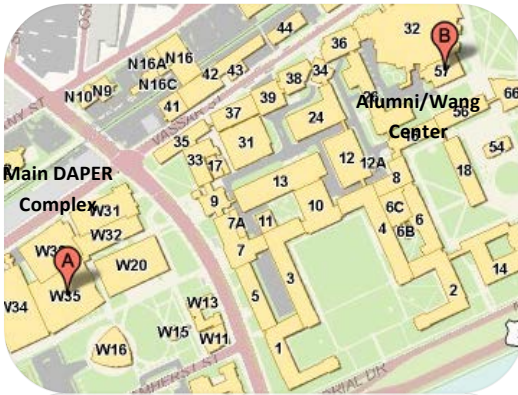 44
36
32
B
N16
N16A
N16C
42
43
38
34
57
N10
N9
41
39
26
Alumni/Wang
Center
66
37
24
56
VASSAR
35
31
12
12A
54
33
17
Main DAPER
Complex
13
8
18
9
10
6C
W31
7A
11
4
6
W32
6B
7
W20
3
14
A
W35
5
2
W34
W13
W15
W11
W16
1
AMHERST ST